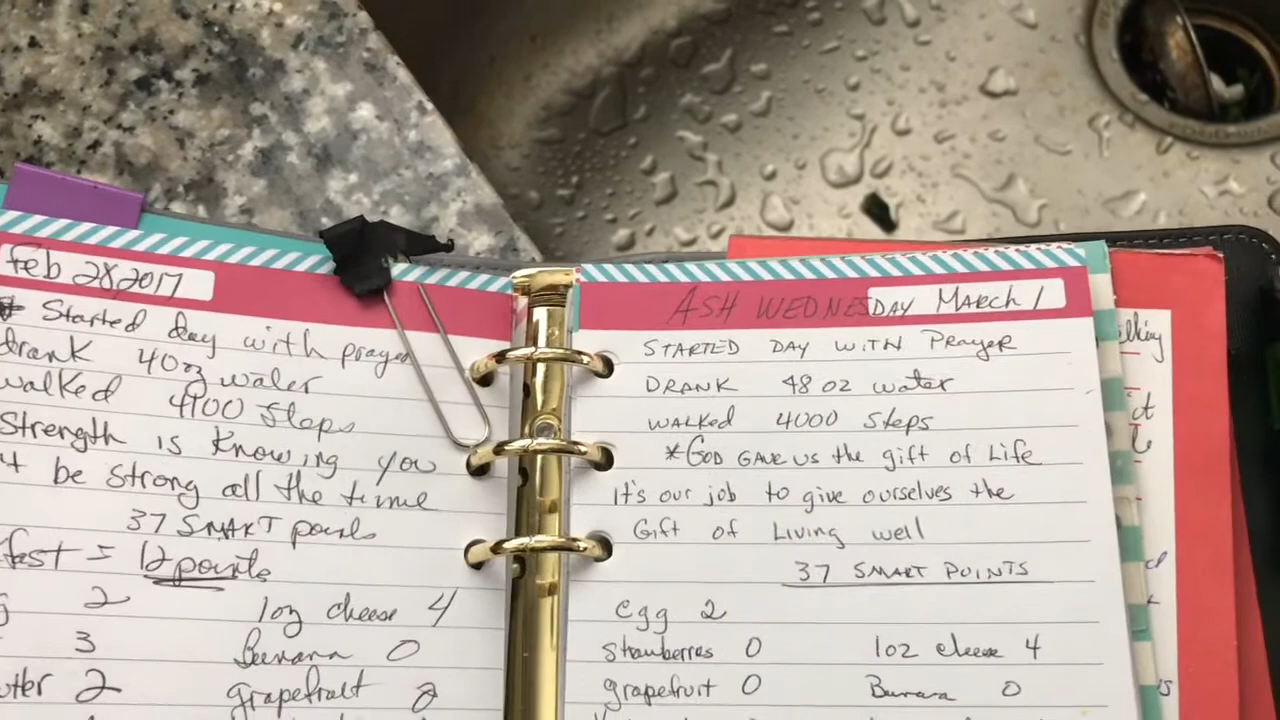 Feb 28 2017
Started day with prayer
drank 40oz water
walked 4100 Steps
Strength is Knowing you
't be strong all the time
37 SMART points
fast = 12 points
2 1oz cheese 4
3 Banana 0
2 grapefruit 0
ASH WEDNESDAY MARCH 1
STARTED DAY WITH PRAYER
DRANK 48 oz water
WALKED 4000 Steps
*GOD GAVE US the gift of Life
It's our job to give ourselves the
Gift of Living well
37 SMART POINTS
egg 2
Strawberries 0 1oz cheese 4
grapefruit 0 Banana 0